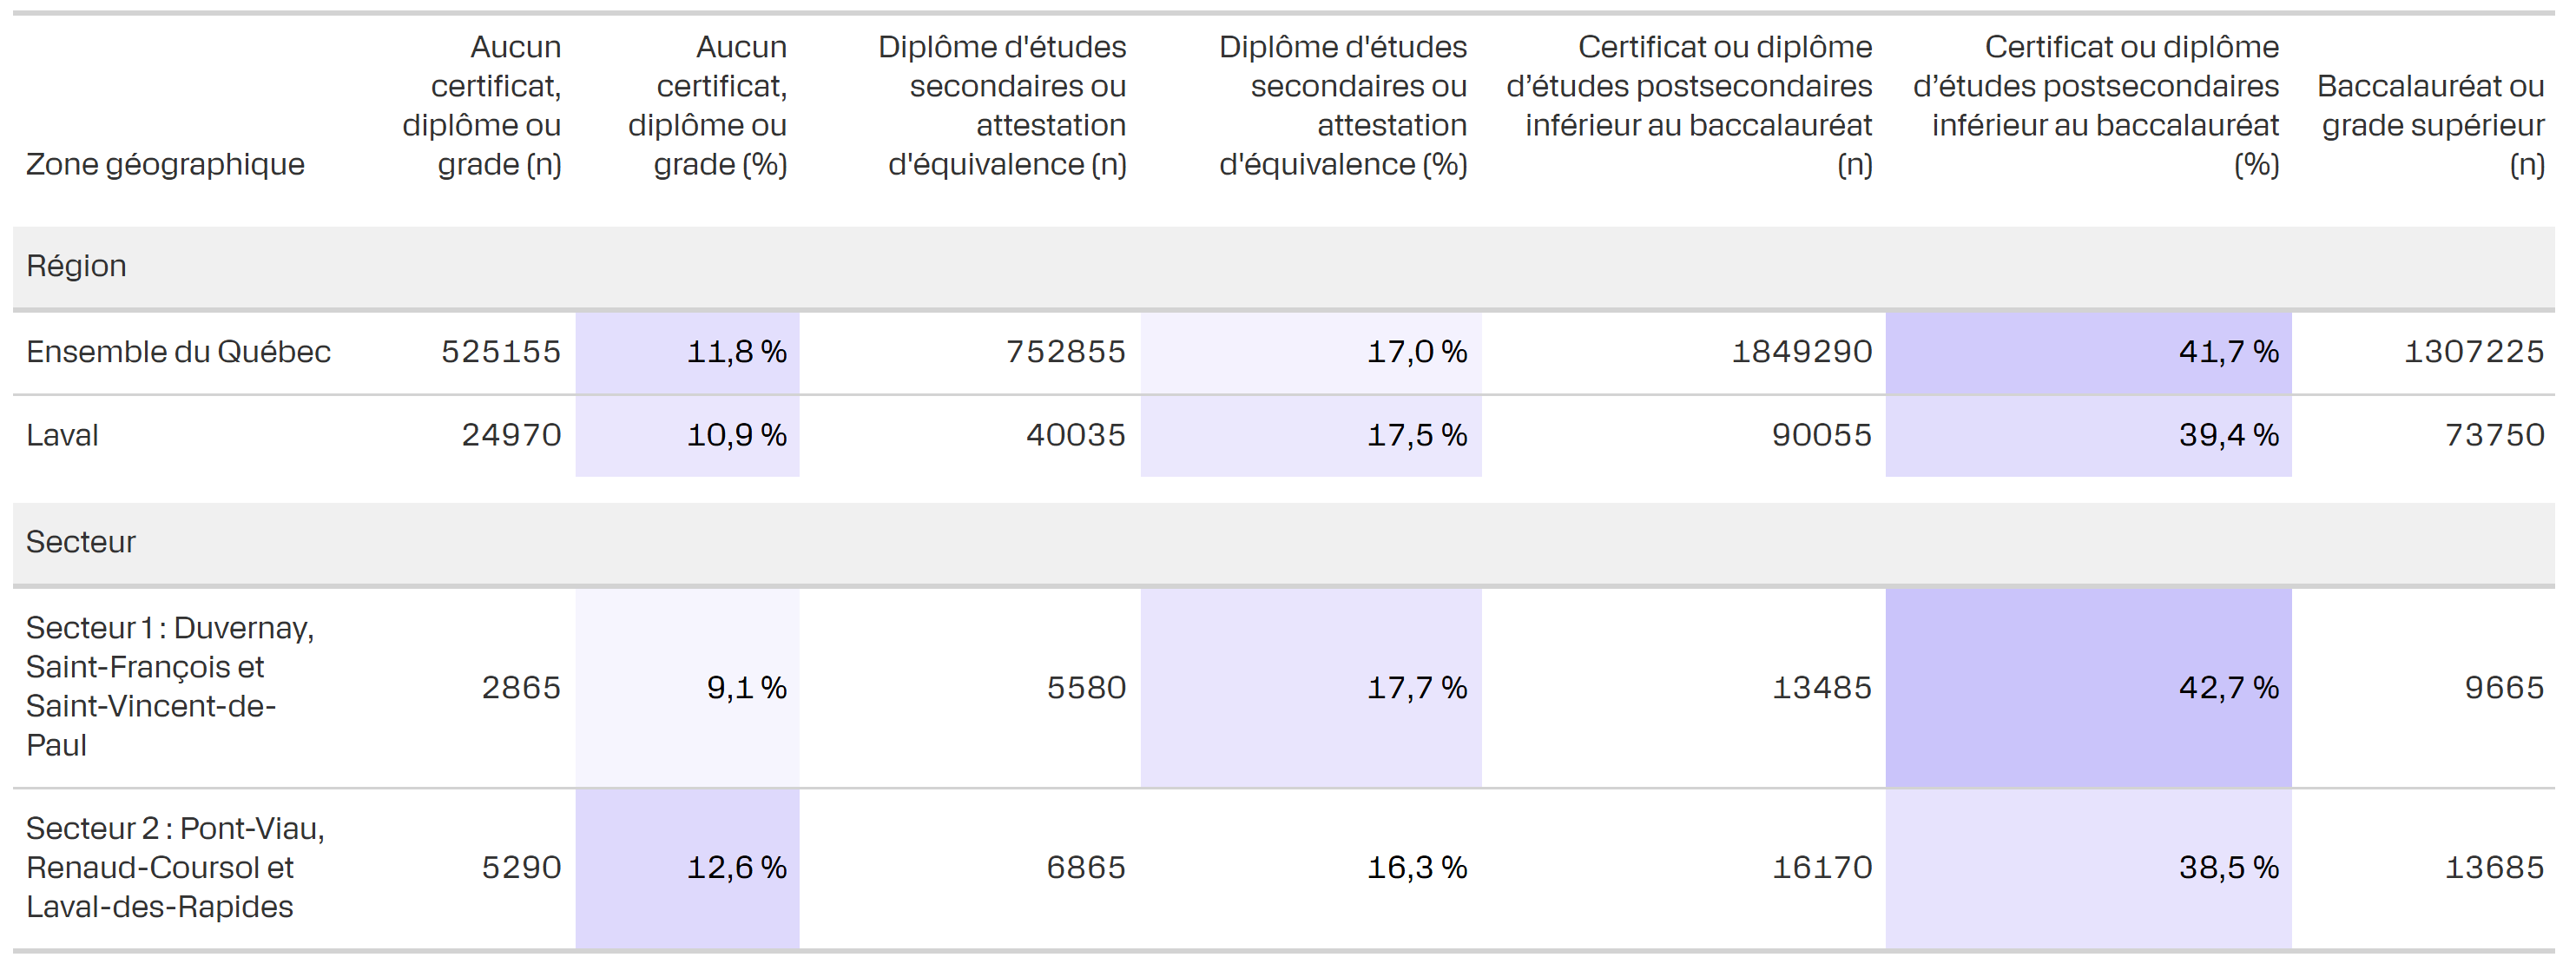 Zone géographique Aucun certificat, diplôme ou grade (n) Aucun certificat, diplôme ou grade (%) Diplôme d'études secondaires ou attestation d'équivalence (n) Diplôme d'études secondaires ou attestation d'équivalence (%) Certificat ou diplôme d’études postsecondaires inférieur au baccalauréat (n) Certificat ou diplôme d’études postsecondaires inférieur au baccalauréat (%) Baccalauréat ou grade supérieur (n)
Région
Ensemble du Québec 525155 11,8 % 752855 17,0 % 1849290 41,7 % 1307225
Laval 24970 10,9 % 40035 17,5 % 90055 39,4 % 73750
Secteur
Secteur 1 : Duvernay, Saint-François et Saint-Vincent-de-Paul 2865 9,1 % 5580 17,7 % 13485 42,7 % 9665
Secteur 2 : Pont-Viau, Renaud-Coursol et Laval-des-Rapides 5290 12,6 % 6865 16,3 % 16170 38,5 % 13685